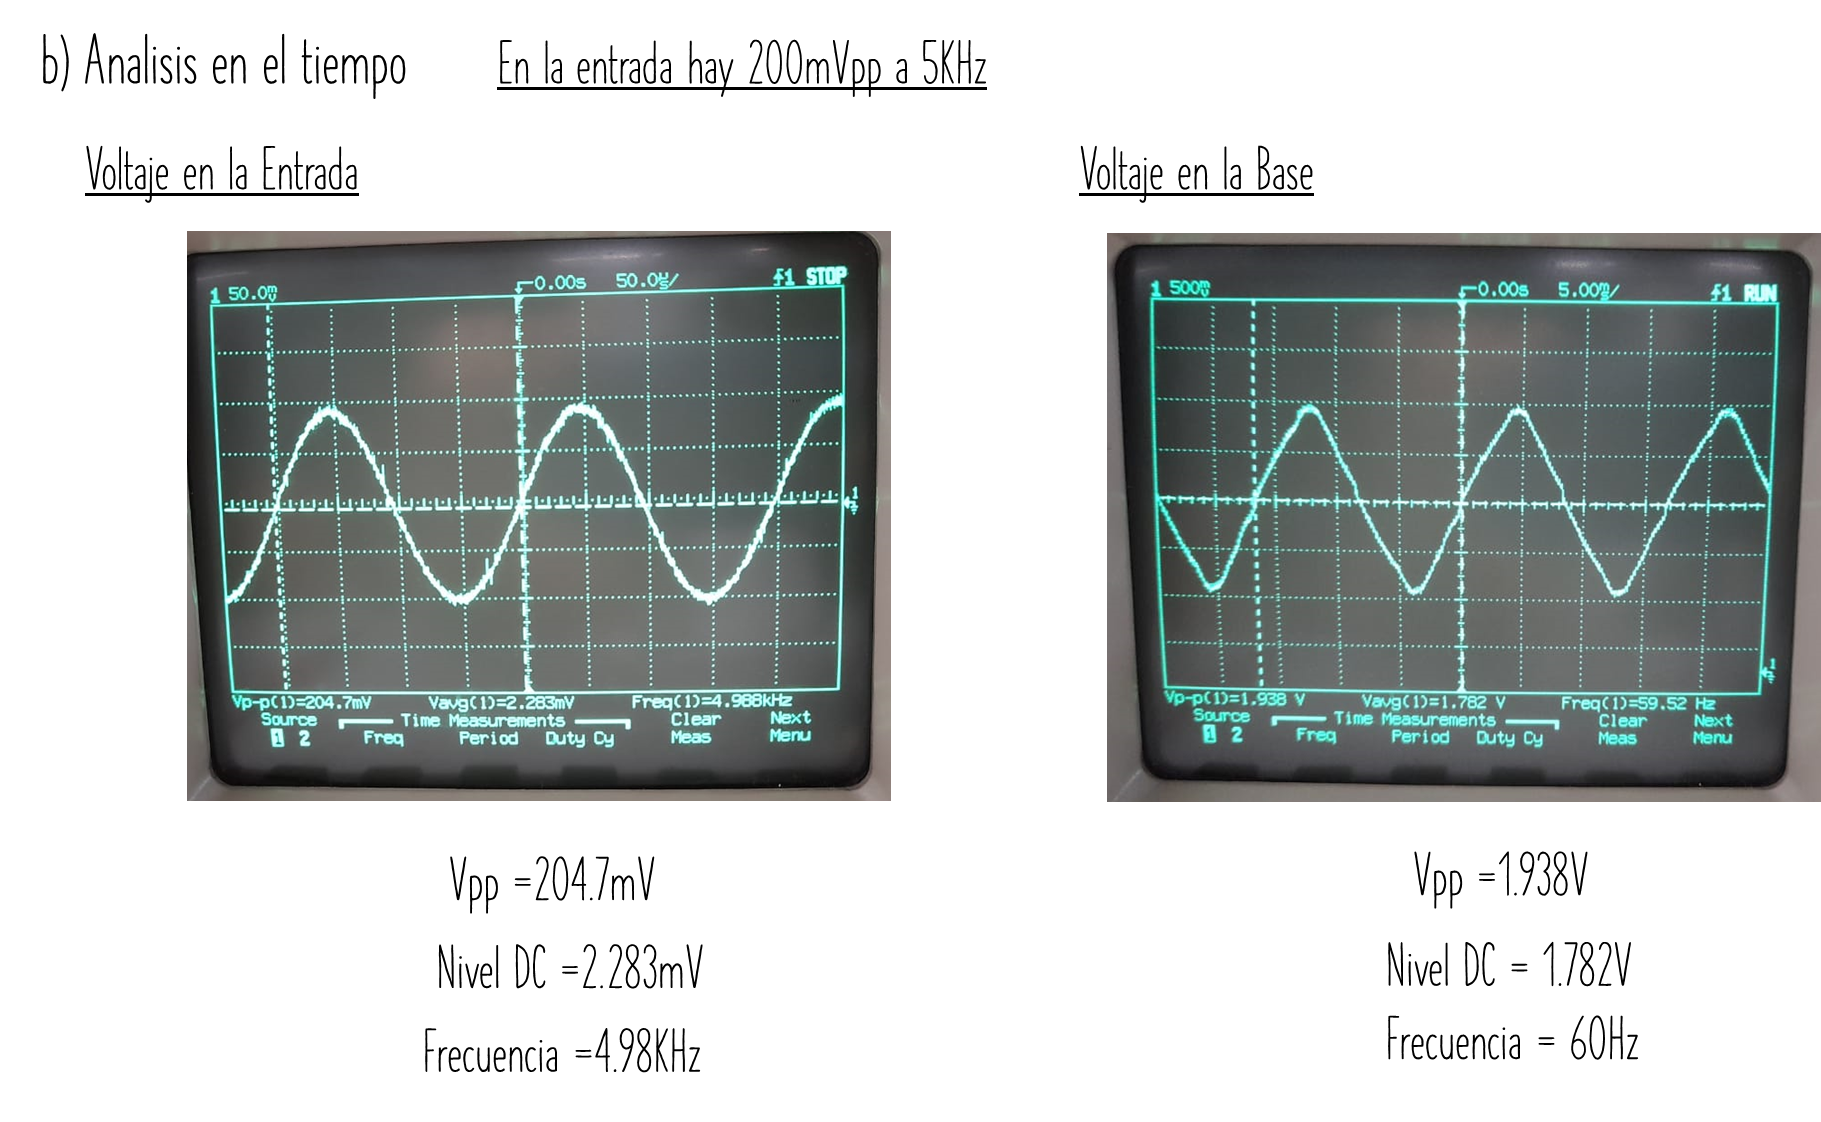 b) Analisis en el tiempo
En la entrada hay 200mVpp a 5KHz
Voltaje en la Entrada
1 50.0mV 0.00s 50.0µs/ f1 STOP
1
Vp-p(1)=204.7mV Vavg(1)=2.283mV Freq(1)=4.988kHz
Source Time Measurements Clear Next
1 2 Freq Period Duty Cy Meas Menu
Vpp =204.7mV
Nivel DC =2.283mV
Frecuencia =4.98KHz
Voltaje en la Base
1 500mV 0.00s 5.00ms/ f1 RUN
1
Vp-p(1)=1.938 V Vavg(1)=1.782 V Freq(1)=59.52 Hz
Source Time Measurements Clear Next
1 2 Freq Period Duty Cy Meas Menu
Vpp =1.938V
Nivel DC = 1.782V
Frecuencia = 60Hz